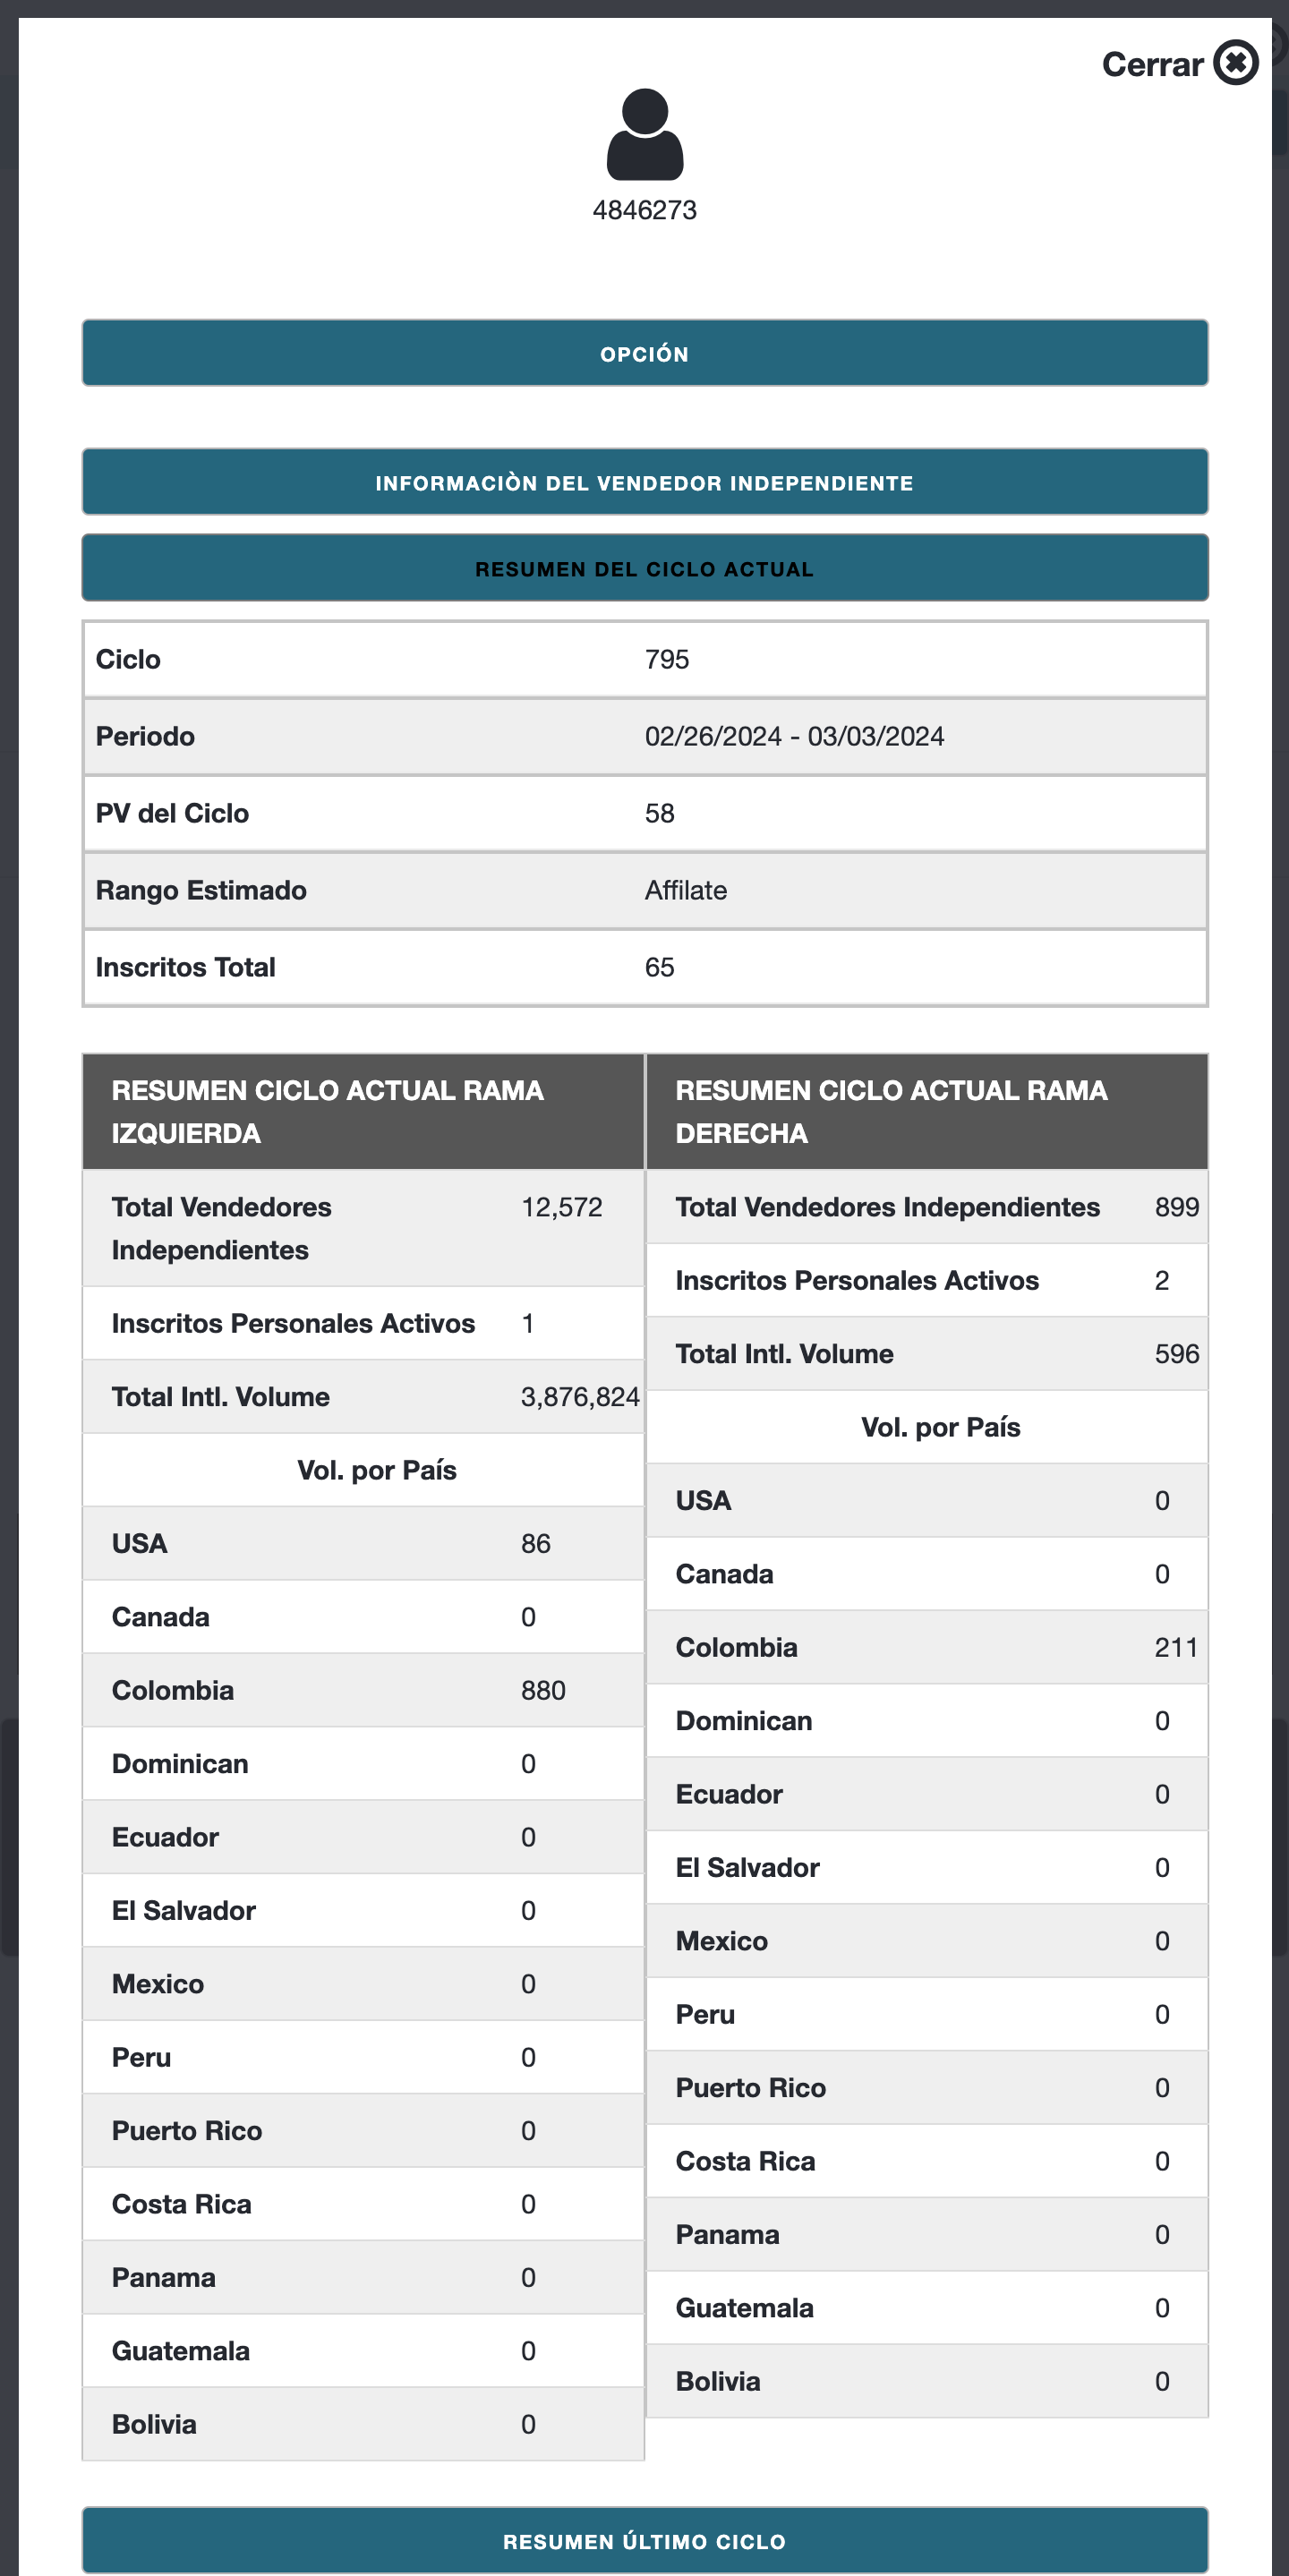 Cerrar
4846273
OPCIÓN
INFORMACIÒN DEL VENDEDOR INDEPENDIENTE
RESUMEN DEL CICLO ACTUAL
Ciclo 795
Periodo 02/26/2024 - 03/03/2024
PV del Ciclo 58
Rango Estimado Affilate
Inscritos Total 65
RESUMEN CICLO ACTUAL RAMA
IZQUIERDA
Total Vendedores 12,572
Independientes
Inscritos Personales Activos 1
Total Intl. Volume 3,876,824
Vol. por País
USA 86
Canada 0
Colombia 880
Dominican 0
Ecuador 0
El Salvador 0
Mexico 0
Peru 0
Puerto Rico 0
Costa Rica 0
Panama 0
Guatemala 0
Bolivia 0
RESUMEN CICLO ACTUAL RAMA
DERECHA
Total Vendedores Independientes 899
Inscritos Personales Activos 2
Total Intl. Volume 596
Vol. por País
USA 0
Canada 0
Colombia 211
Dominican 0
Ecuador 0
El Salvador 0
Mexico 0
Peru 0
Puerto Rico 0
Costa Rica 0
Panama 0
Guatemala 0
Bolivia 0
RESUMEN ÚLTIMO CICLO